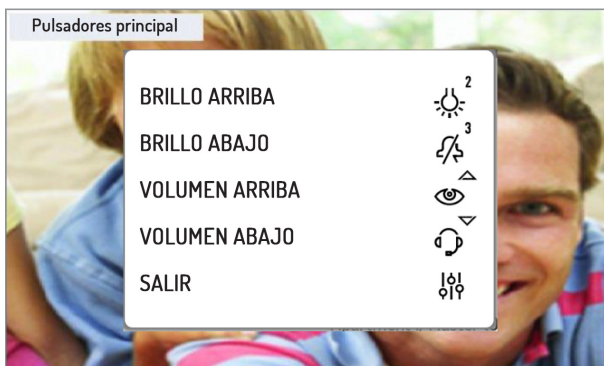 Pulsadores principal
BRILLO ARRIBA 2
BRILLO ABAJO 3
VOLUMEN ARRIBA
VOLUMEN ABAJO
SALIR